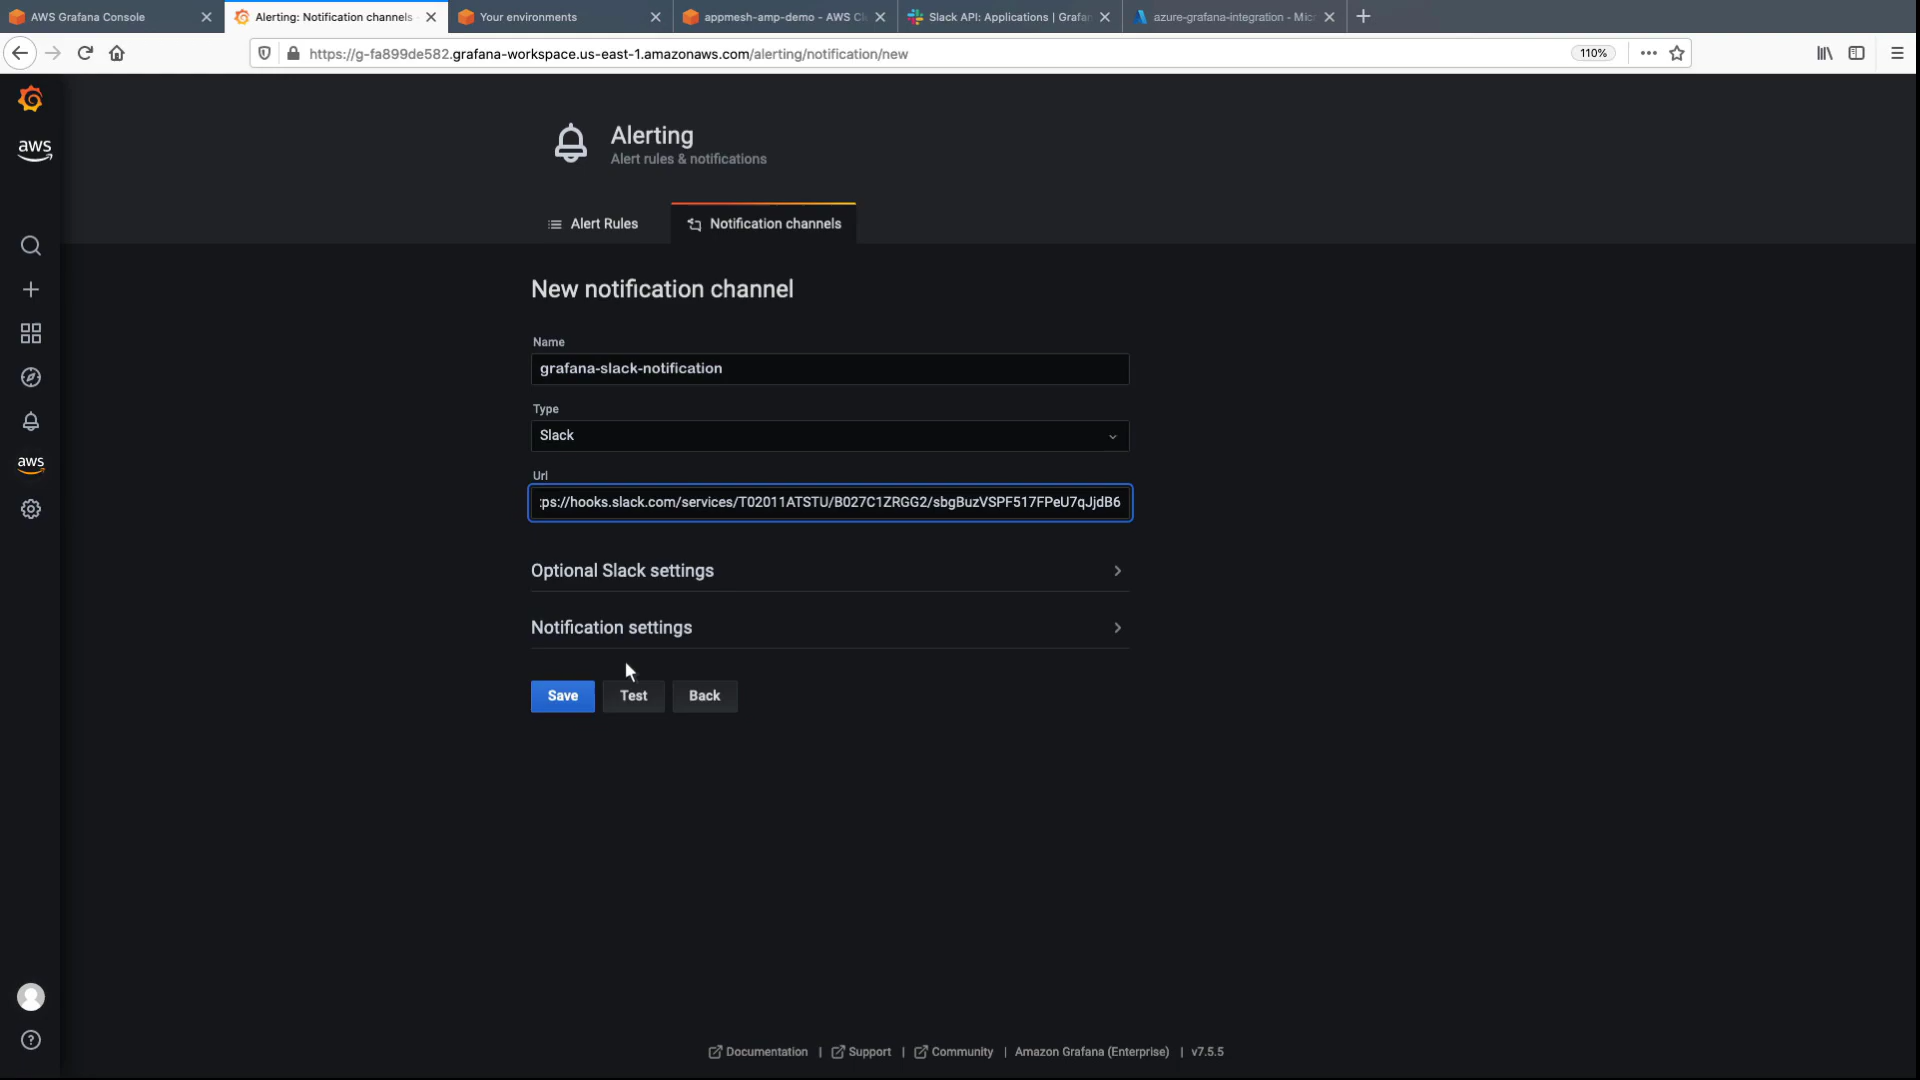 AWS Grafana Console
Alerting: Notification channels
Your environments
appmesh-amp-demo - AWS Cl
Slack API: Applications | Grafan
azure-grafana-integration - Micr
https://g-fa899de582.grafana-workspace.us-east-1.amazonaws.com/alerting/notification/new
110%
aws
Alerting
Alert rules & notifications
Alert Rules
Notification channels
New notification channel
Name
grafana-slack-notification
Type
Slack
aws
Url
tps://hooks.slack.com/services/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
Optional Slack settings
Notification settings
Save
Test
Back
Documentation | Support | Community | Amazon Grafana (Enterprise) | v7.5.5